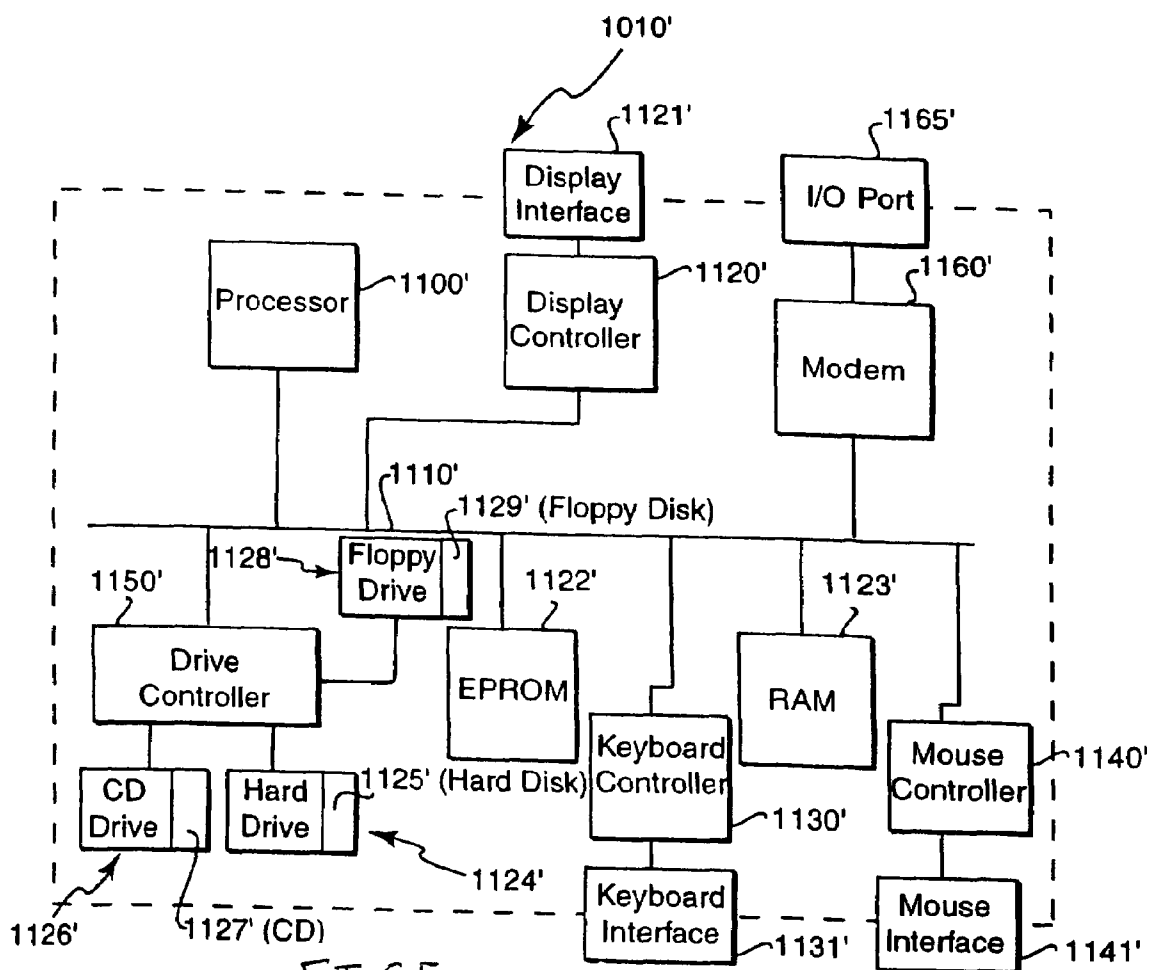 1010'
1121'
1165'
Display
Interface
I/O Port
Processor
1100'
Display
Controller
1120'
1160'
Modem
1110'
1129' (Floppy Disk)
1128'
Floppy
Drive
1150'
1122'
1123'
Drive
Controller
EPROM
RAM
Keyboard
Controller
1130'
Mouse
Controller
1140'
CD
Drive
Hard
Drive
1125' (Hard Disk)
1124'
1126'
1127' (CD)
Keyboard
Interface
1131'
Mouse
Interface
1141'